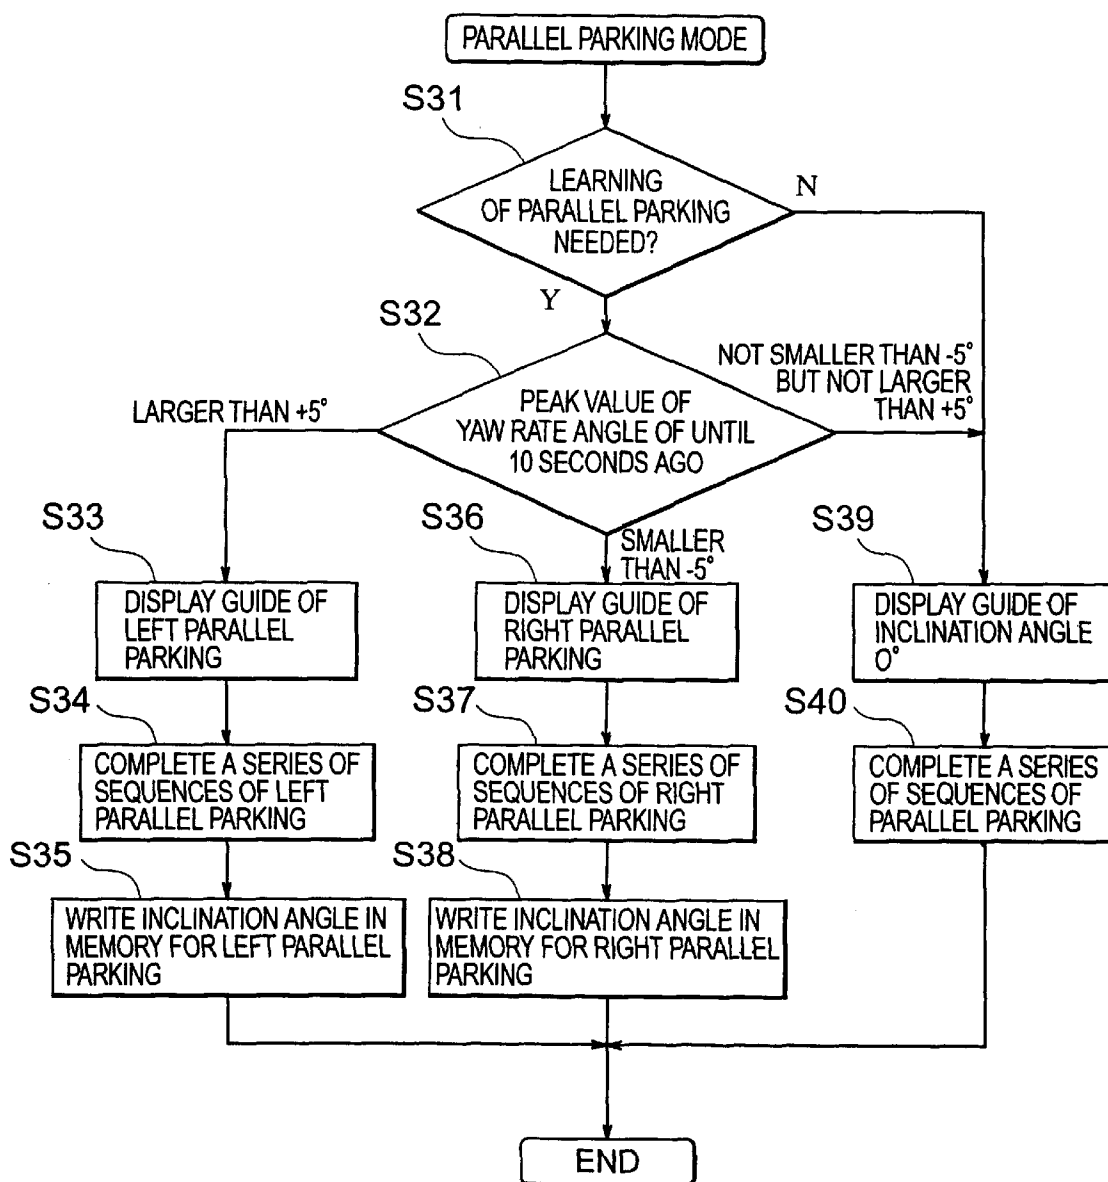 PARALLEL PARKING MODE
S31
LEARNING
OF PARALLEL PARKING
NEEDED?
N
Y
S32
PEAK VALUE OF
YAW RATE ANGLE OF UNTIL
10 SECONDS AGO
LARGER THAN +5°
NOT SMALLER THAN -5°
BUT NOT LARGER
THAN +5°
SMALLER
THAN -5°
S33
DISPLAY GUIDE OF
LEFT PARALLEL
PARKING
S36
DISPLAY GUIDE OF
RIGHT PARALLEL
PARKING
S39
DISPLAY GUIDE OF
INCLINATION ANGLE
0°
S34
COMPLETE A SERIES OF
SEQUENCES OF LEFT
PARALLEL PARKING
S37
COMPLETE A SERIES OF
SEQUENCES OF RIGHT
PARALLEL PARKING
S40
COMPLETE A SERIES
OF SEQUENCES OF
PARALLEL PARKING
S35
WRITE INCLINATION ANGLE IN
MEMORY FOR LEFT PARALLEL
PARKING
S38
WRITE INCLINATION ANGLE IN
MEMORY FOR RIGHT PARALLEL
PARKING
END